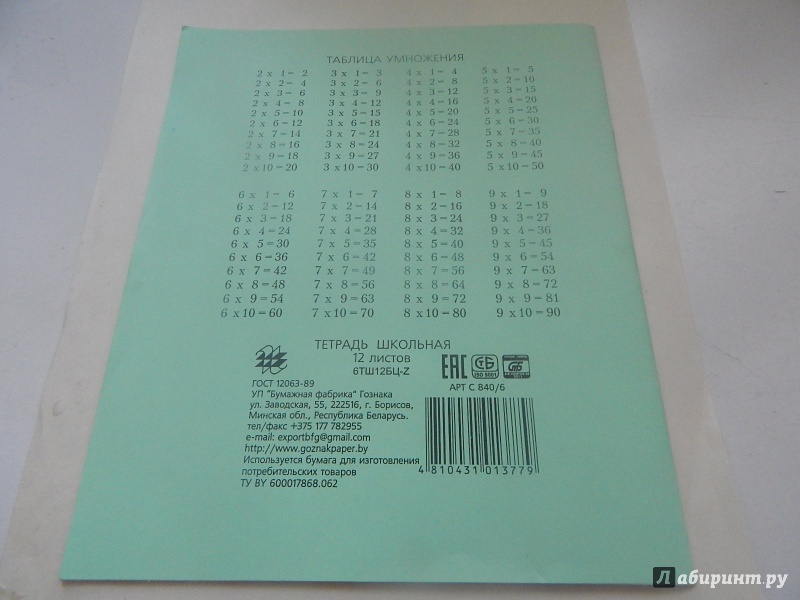 ТАБЛИЦА УМНОЖЕНИЯ
2 x 1= 2 3 x 1= 3 4 x 1= 4 5 x 1= 5
2 x 2= 4 3 x 2= 6 4 x 2= 8 5 x 2=10
2 x 3= 6 3 x 3= 9 4 x 3=12 5 x 3=15
2 x 4= 8 3 x 4=12 4 x 4=16 5 x 4=20
2 x 5=10 3 x 5=15 4 x 5=20 5 x 5=25
2 x 6=12 3 x 6=18 4 x 6=24 5 x 6=30
2 x 7=14 3 x 7=21 4 x 7=28 5 x 7=35
2 x 8=16 3 x 8=24 4 x 8=32 5 x 8=40
2 x 9=18 3 x 9=27 4 x 9=36 5 x 9=45
2 x10=20 3 x10=30 4 x10=40 5 x10=50
6 x 1= 6 7 x 1= 7 8 x 1= 8 9 x 1= 9
6 x 2=12 7 x 2=14 8 x 2=16 9 x 2=18
6 x 3=18 7 x 3=21 8 x 3=24 9 x 3=27
6 x 4=24 7 x 4=28 8 x 4=32 9 x 4=36
6 x 5=30 7 x 5=35 8 x 5=40 9 x 5=45
6 x 6=36 7 x 6=42 8 x 6=48 9 x 6=54
6 x 7=42 7 x 7=49 8 x 7=56 9 x 7=63
6 x 8=48 7 x 8=56 8 x 8=64 9 x 8=72
6 x 9=54 7 x 9=63 8 x 9=72 9 x 9=81
6 x10=60 7 x10=70 8 x10=80 9 x10=90
ТЕТРАДЬ ШКОЛЬНАЯ
12 листов
6ТШ12БЦ-Z
EAC СТБ ISO 9001
АРТ С 840/6
ГОСТ 12063-89
УП "Бумажная фабрика" Гознака
ул. Заводская, 55, 222516, г. Борисов,
Минская обл., Республика Беларусь.
тел/факс +375 177 782955
e-mail: exportbfg@gmail.com
http://www.goznakpaper.by
Используется бумага для изготовления
потребительских товаров
ТУ BY 600017868.062
4 810431 013779
Лабиринт.ру